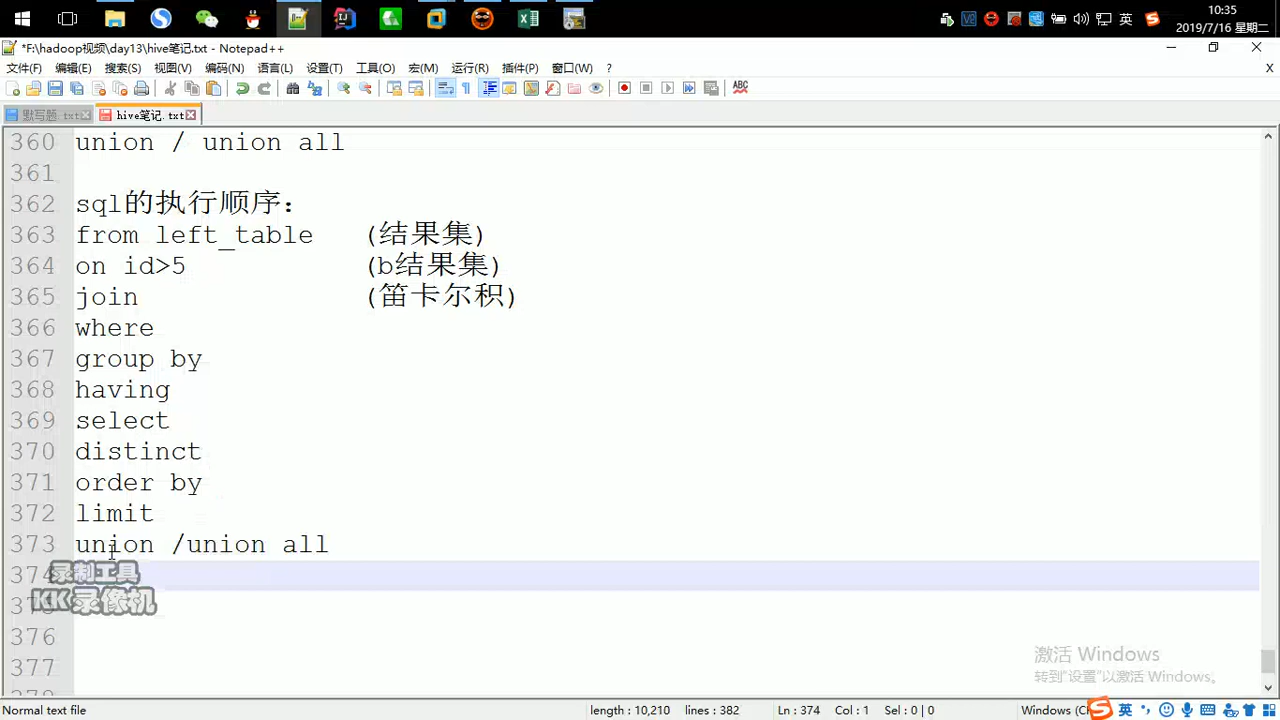 10:35
英
2019/7/16 星期二
*F:\hadoop视频\day13\hive笔记.txt - Notepad++
文件(F) 编辑(E) 搜索(S) 视图(V) 编码(N) 语言(L) 设置(T) 工具(O) 宏(M) 运行(R) 插件(P) 窗口(W) ? X
默写题.txt hive笔记.txt
360 union / union all
361
362 sql的执行顺序：
363 from left_table (结果集)
364 on id>5 (b结果集)
365 join (笛卡尔积)
366 where
367 group by
368 having
369 select
370 distinct
371 order by
372 limit
373 union /union all
374
录制工具
KK录像机
376
377
激活 Windows
转到"设置"以激活 Windows。
Normal text file length : 10,210 lines : 382 Ln : 374 Col : 1 Sel : 0 | 0 Windows (C 英